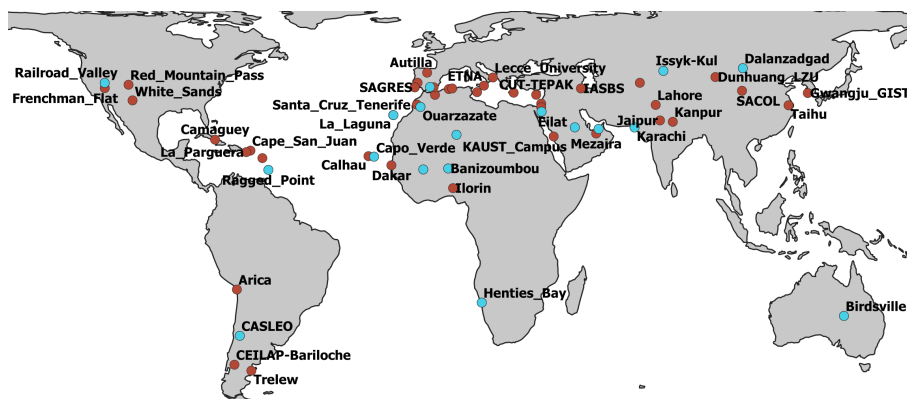 Railroad_Valley
Red_Mountain_Pass
Frenchman_Flat
White_Sands
Camaguey
La_Parguera
Cape_San_Juan
Ragged_Point
Arica
CASLEO
CEILAP-Bariloche
Trelew
Autilla
ETNA
Lecce_University
SAGRES
CUT-TEPAK
IASBS
Santa_Cruz_Tenerife
Ouarzazate
La_Laguna
Eilat
Capo_Verde
KAUST_Campus
Mezaira
Calhau
Dakar
Banizoumbou
Ilorin
Henties_Bay
Issyk-Kul
Dalanzadgad
Dunhuang_LZU
Lahore
SACOL
Gwangju_GIST
Kanpur
Taihu
Jaipur
Karachi
Birdsville